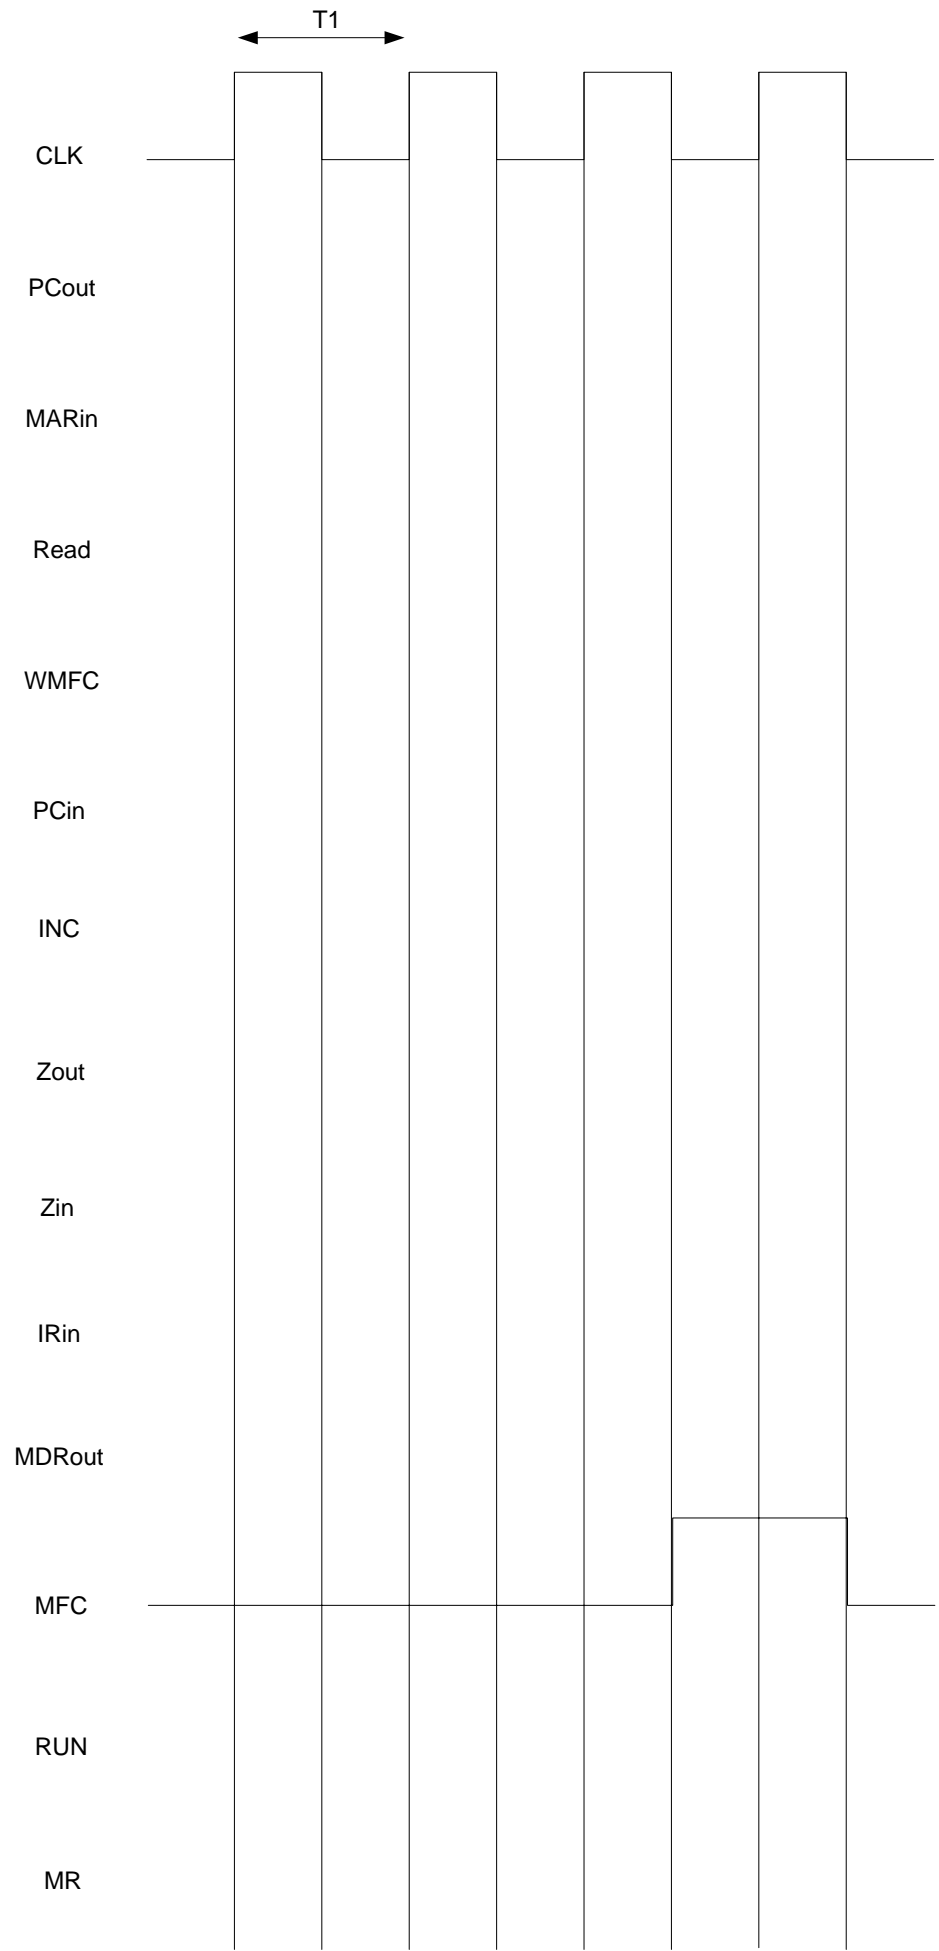 T1
CLK
PCout
MARin
Read
WMFC
PCin
INC
Zout
Zin
IRin
MDRout
MFC
RUN
MR